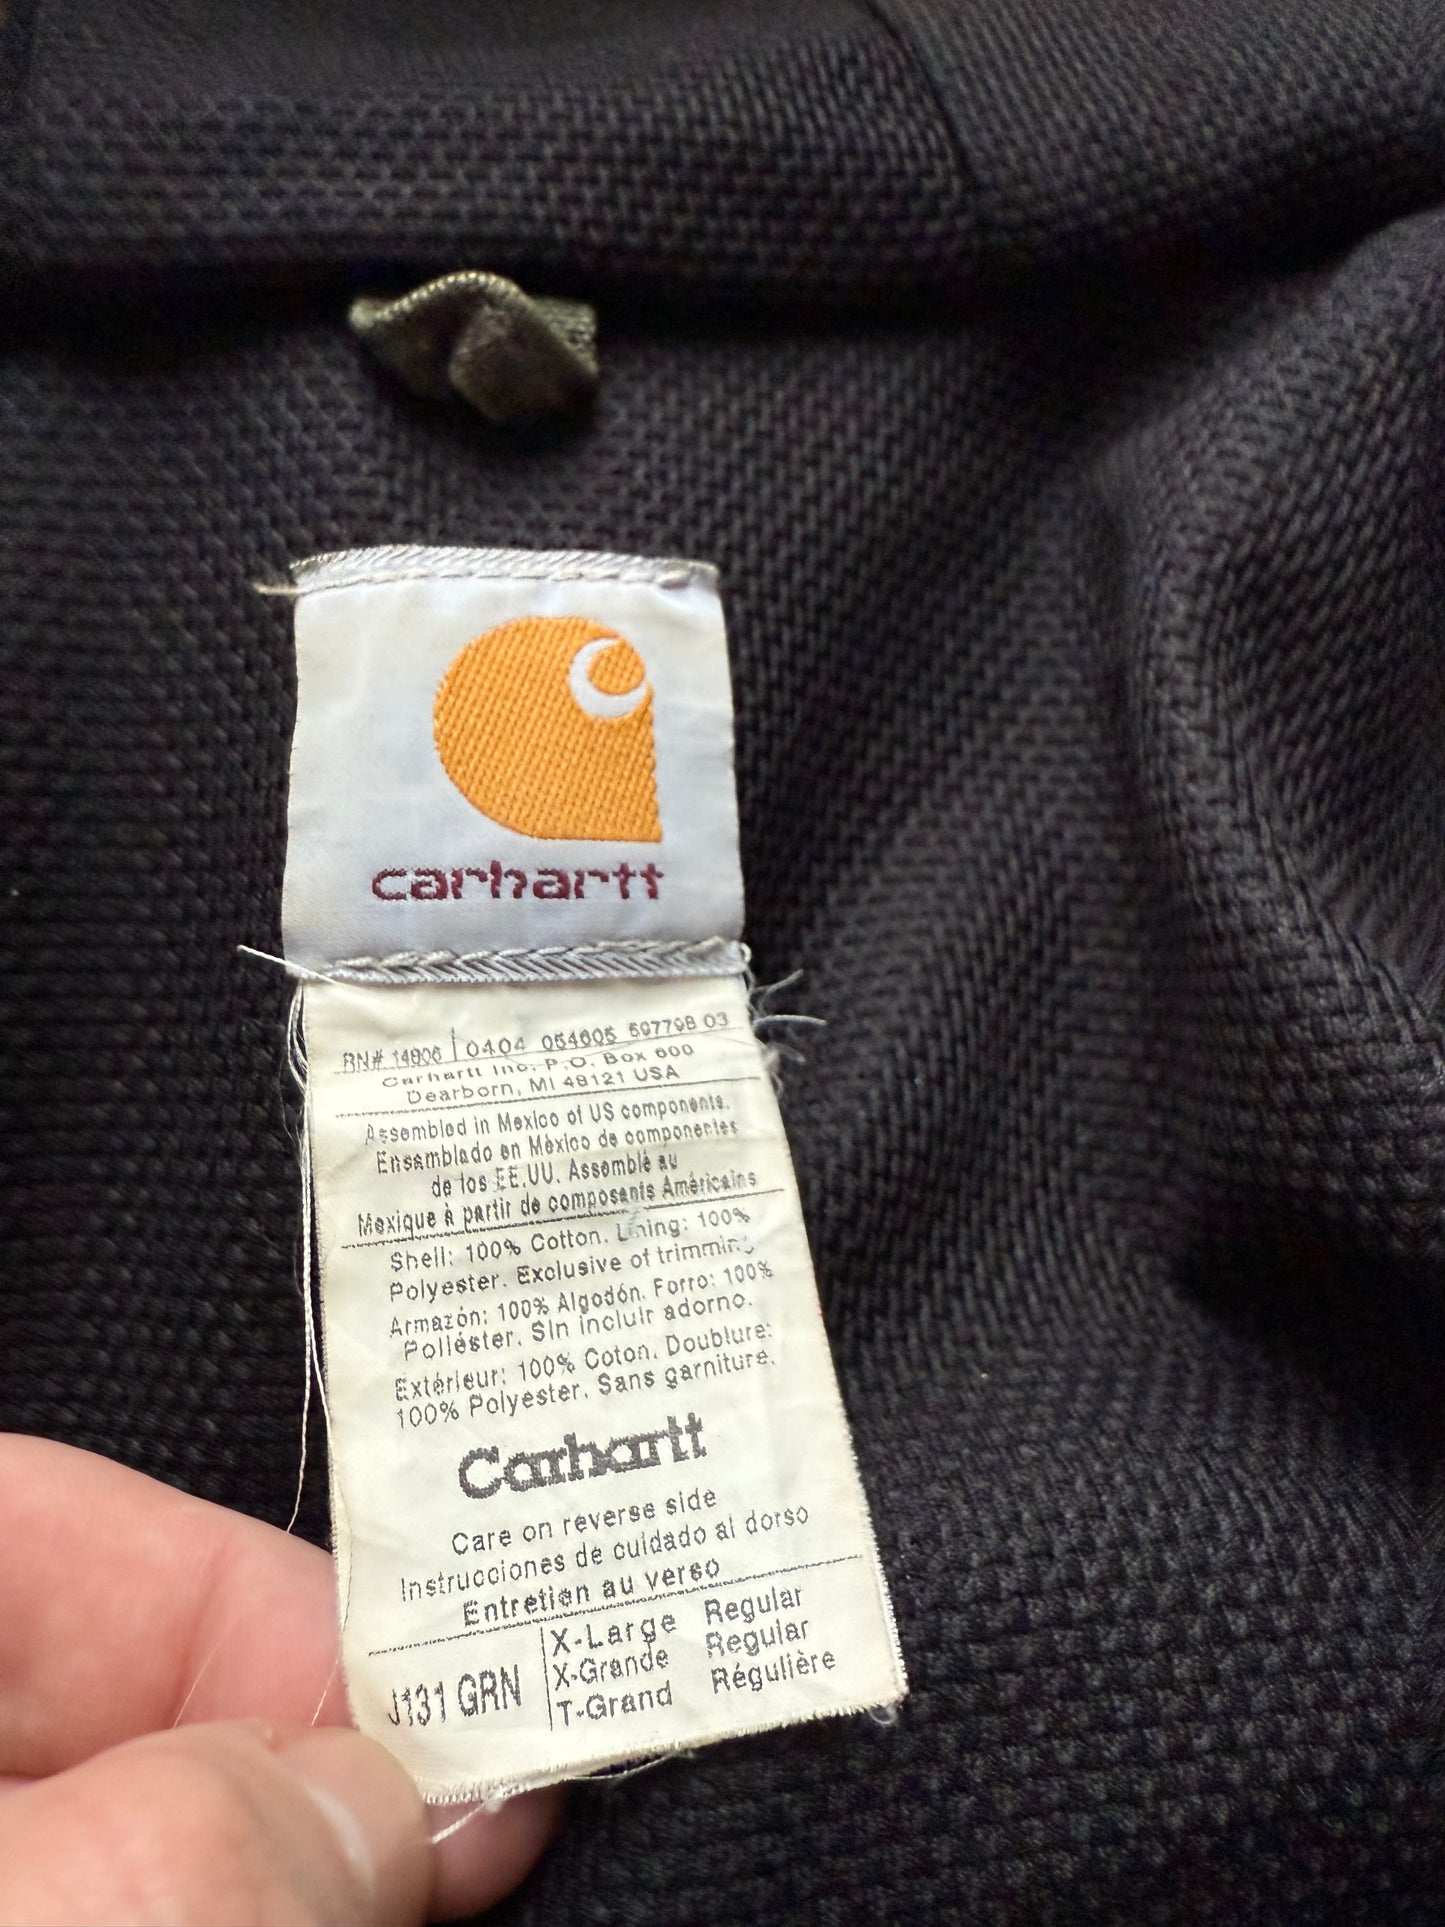 carhartt
RN# 14806 | 0404 054605 59779B 03
Carhartt Inc. P.O. Box 600
Dearborn, MI 48121 USA
Assembled in Mexico of US components.
Ensamblado en Mèxico de componentes
de los EE.UU. Assemblé au
Mexique à partir de composants Américains
Shell: 100% Cotton. Lining: 100%
Polyester. Exclusive of trimming.
Armazón: 100% Algodón. Forro: 100%
Poliéster. Sin incluir adorno.
Extérieur: 100% Coton. Doublure:
100% Polyester. Sans garniture.
Carhartt
Care on reverse side
Instrucciones de cuidado al dorso
Entretien au verso
J131 GRN
X-Large Regular
X-Grande Regular
T-Grand Régulière